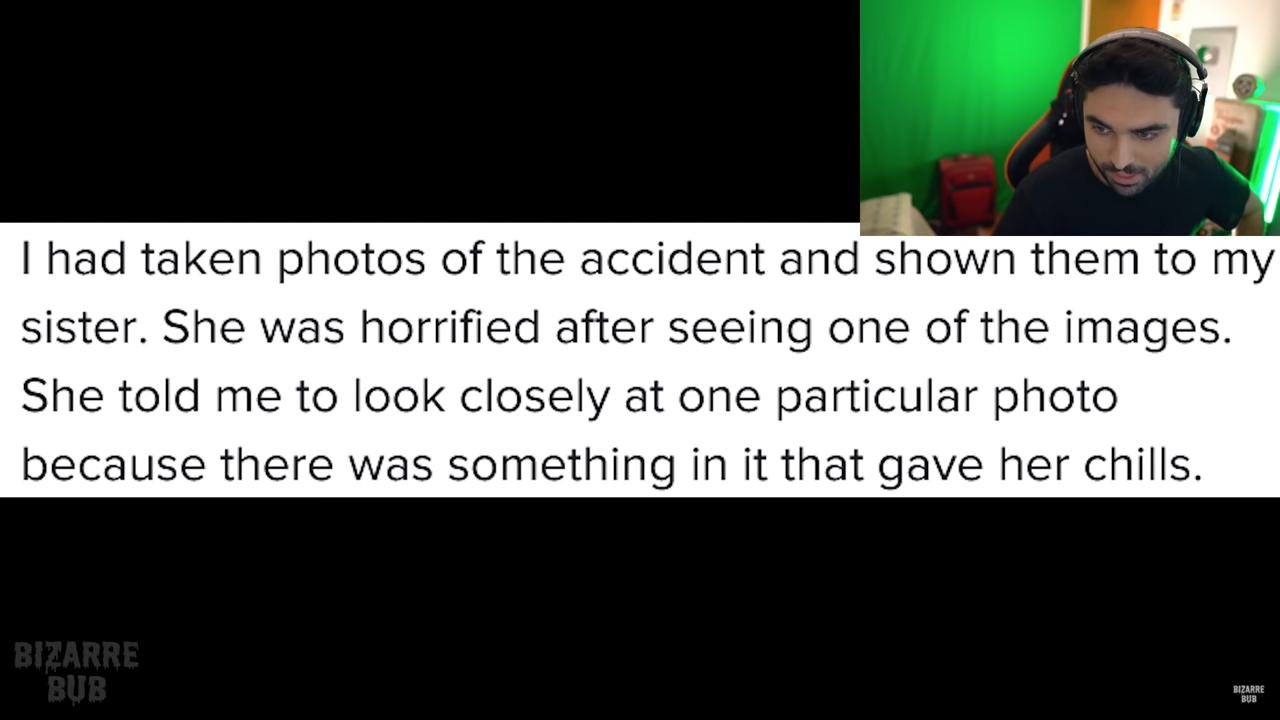 I had taken photos of the accident and shown them to my
sister. She was horrified after seeing one of the images.
She told me to look closely at one particular photo
because there was something in it that gave her chills.
BIZARRE
BUB
BIZARRE
BUB